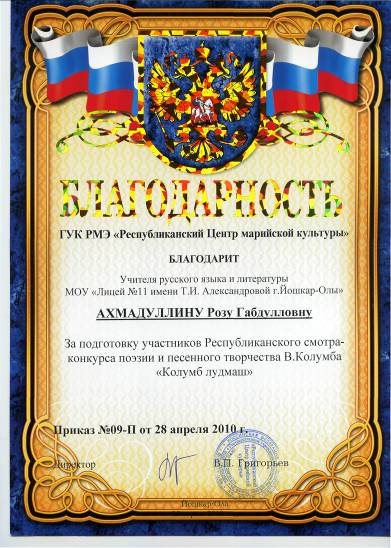 БЛАГОДАРНОСТЬ
ГУК РМЭ «Республиканский Центр марийской культуры»
БЛАГОДАРИТ
Учителя русского языка и литературы
МОУ «Лицей №11 имени Т.И. Александровой г.Йошкар-Олы»
АХМАДУЛЛИНУ Розу Габдулловну
За подготовку участников Республиканского смотра-
конкурса поэзии и песенного творчества В.Колумба
«Колумб лудмаш»
Приказ №09-П от 28 апреля 2010 г.
Директор В.П. Григорьев
Йошкар-Ола